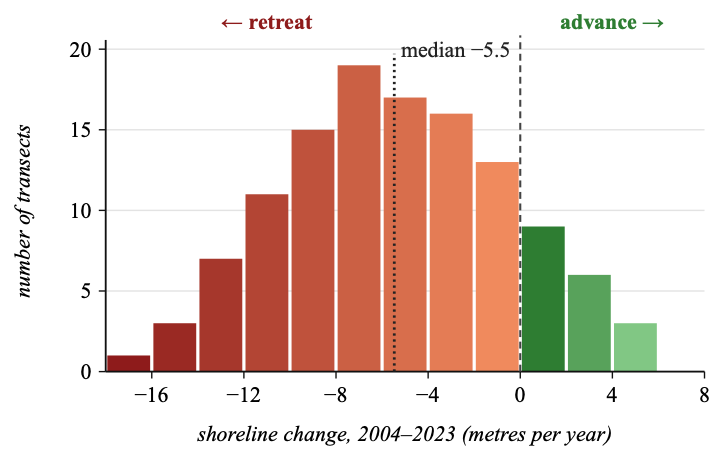 ← retreat
advance →
median −5.5
20
15
10
5
0
number of transects
−16
−12
−8
−4
0
4
8
shoreline change, 2004–2023 (metres per year)